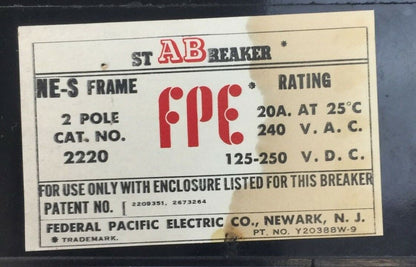 ST ABREAKER *
NE-S FRAME
2 POLE
CAT. NO.
2220
FPE *
RATING
20A. AT 25°C
240 V. A. C.
125-250 V. D. C.
FOR USE ONLY WITH ENCLOSURE LISTED FOR THIS BREAKER
PATENT NO. [ 2209351, 2673264
FEDERAL PACIFIC ELECTRIC CO., NEWARK, N. J.
* TRADEMARK. PT. NO. Y20388W-9